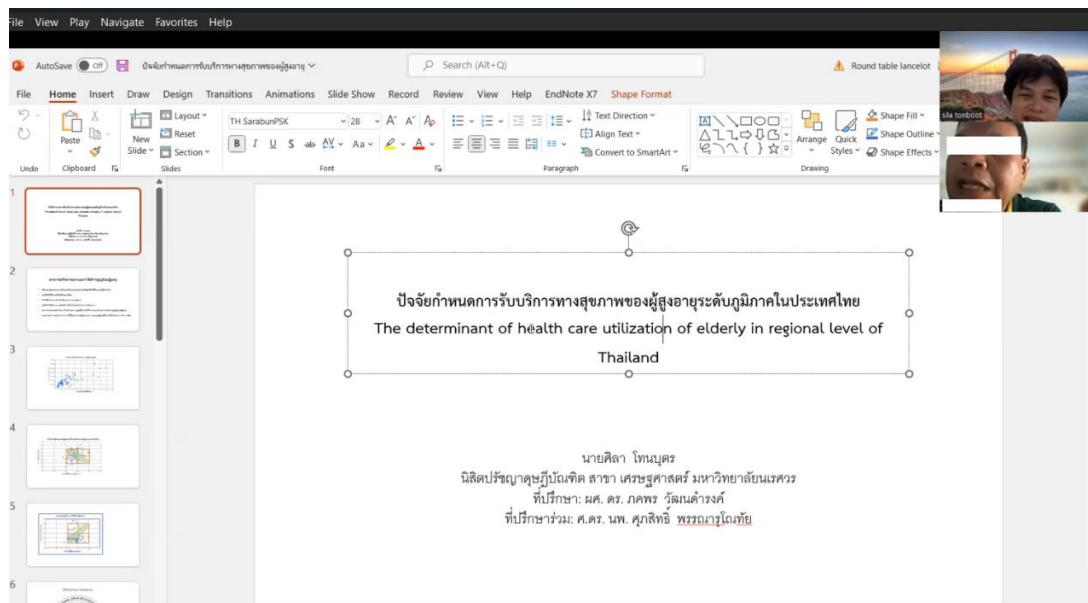 File View Play Navigate Favorites Help
AutoSave Off ปัจจัยกำหนดการรับบริการทางสุขภาพของผู้สูงอายุ Search (Alt+Q) Round table lancelot
File Home Insert Draw Design Transitions Animations Slide Show Record Review View Help EndNote X7 Shape Format
sila tonboot
Paste New Slide Layout Reset Section TH SarabunPSK 28 Text Direction Align Text Convert to SmartArt Arrange Quick Styles Shape Fill Shape Outline Shape Effects
Undo Clipboard Slides Font Paragraph Drawing
1
2
3
4
5
6
ปัจจัยกำหนดการรับบริการทางสุขภาพของผู้สูงอายุระดับภูมิภาคในประเทศไทย
The determinant of health care utilization of elderly in regional level of
Thailand
นายศิลา โทนบุตร
นิสิตปรัชญาดุษฎีบัณฑิต สาขา เศรษฐศาสตร์ มหาวิทยาลัยนเรศวร
ที่ปรึกษา: ผศ. ดร. ภคพร วัฒนดำรงค์
ที่ปรึกษาร่วม: ศ.ดร. นพ. ศุภสิทธิ์ พรรณารุโณทัย